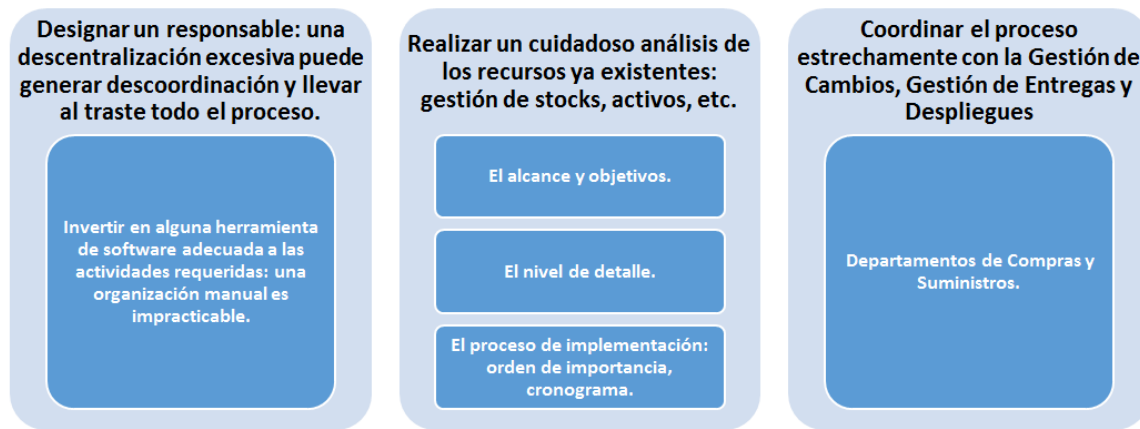 Designar un responsable: una
descentralización excesiva puede
generar descoordinación y llevar
al traste todo el proceso.
Invertir en alguna herramienta
de software adecuada a las
actividades requeridas: una
organización manual es
impracticable.
Realizar un cuidadoso análisis de
los recursos ya existentes:
gestión de stocks, activos, etc.
El alcance y objetivos.
El nivel de detalle.
El proceso de implementación:
orden de importancia,
cronograma.
Coordinar el proceso
estrechamente con la Gestión de
Cambios, Gestión de Entregas y
Despliegues
Departamentos de Compras y
Suministros.